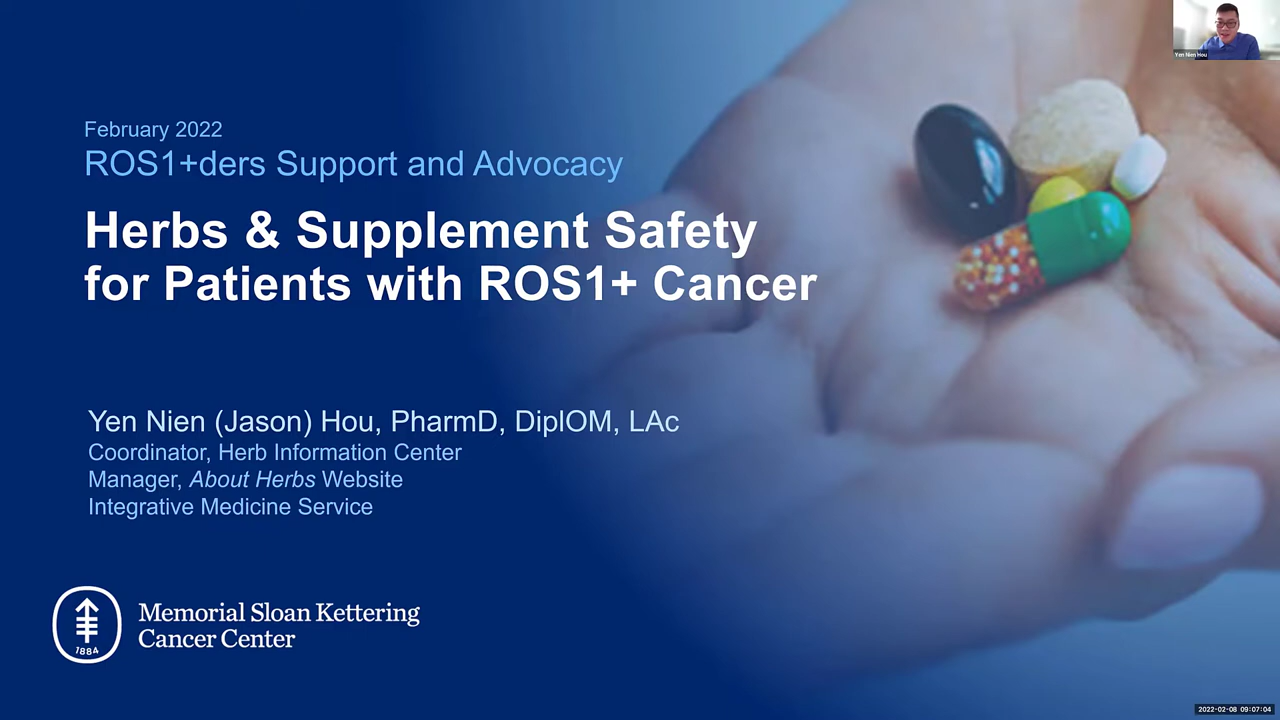 Yen Nien Hou
February 2022
ROS1+ders Support and Advocacy
Herbs & Supplement Safety
for Patients with ROS1+ Cancer
Yen Nien (Jason) Hou, PharmD, DiplOM, LAc
Coordinator, Herb Information Center
Manager, About Herbs Website
Integrative Medicine Service
1884
Memorial Sloan Kettering
Cancer Center
2022-02-08 09:07:04